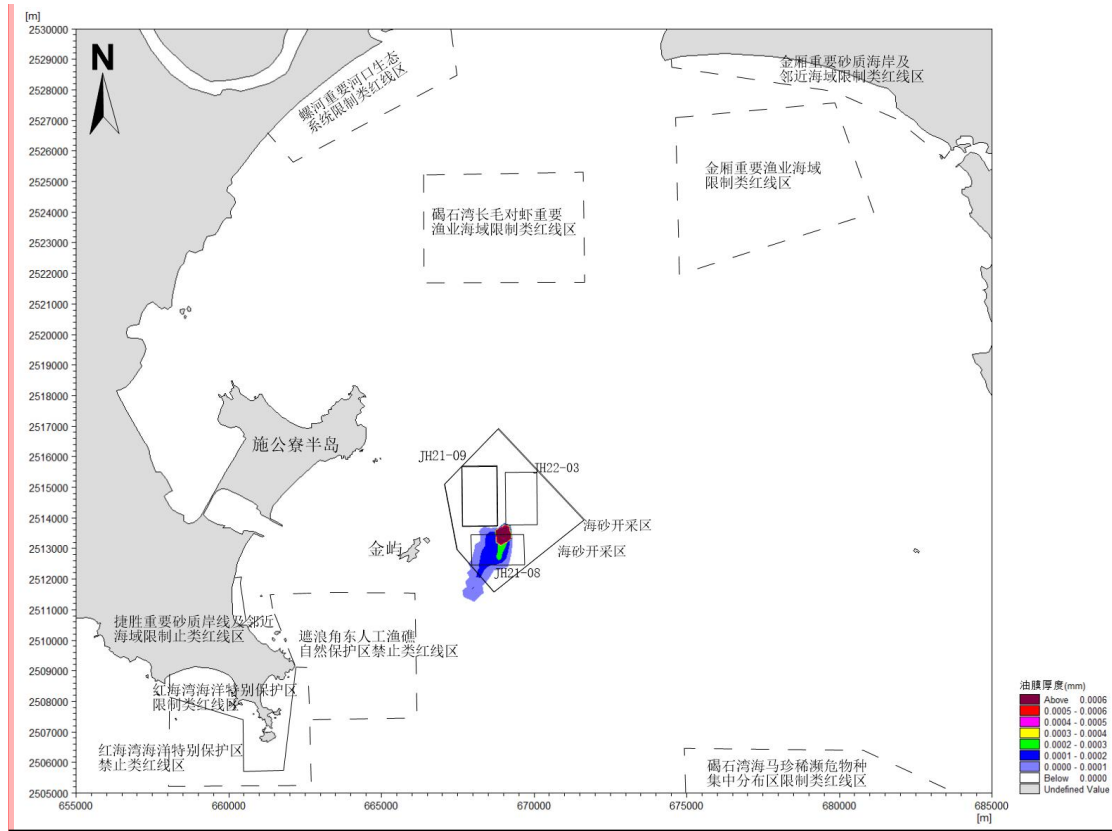 [m]
2530000
2529000
2528000
2527000
2526000
2525000
2524000
2523000
2522000
2521000
2520000
2519000
2518000
2517000
2516000
2515000
2514000
2513000
2512000
2511000
2510000
2509000
2508000
2507000
2506000
2505000
N
螺河重要河口生态
系统限制类红线区
金厢重要砂质海岸及
邻近海域限制类红线区
金厢重要渔业海域
限制类红线区
碣石湾长毛对虾重要
渔业海域限制类红线区
施公寮半岛
JH21-09
JH22-03
海砂开采区
海砂开采区
金屿
JH21-08
捷胜重要砂质岸线及邻近
海域限制止类红线区
遮浪角东人工渔礁
自然保护区禁止类红线区
红海湾海洋特别保护区
限制类红线区
红海湾海洋特别保护区
禁止类红线区
碣石湾海马珍稀濒危物种
集中分布区限制类红线区
655000
660000
665000
670000
675000
680000
685000
[m]
油膜厚度(mm)
Above 0.0006
0.0005 - 0.0006
0.0004 - 0.0005
0.0003 - 0.0004
0.0002 - 0.0003
0.0001 - 0.0002
0.0000 - 0.0001
Below 0.0000
Undefined Value